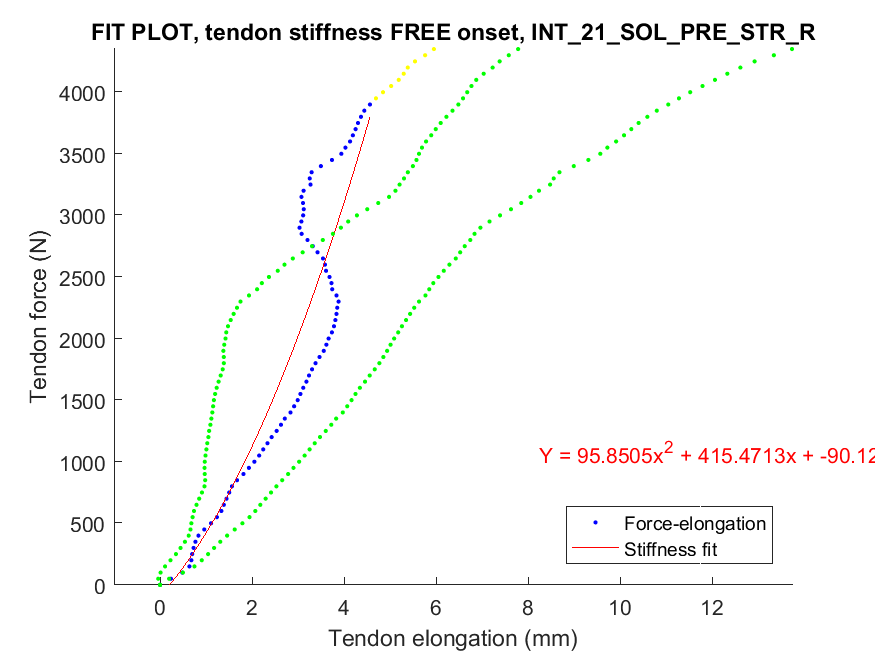 FIT PLOT, tendon stiffness FREE onset, INT_21_SOL_PRE_STR_R
Tendon force (N)
4000
3500
3000
2500
2000
1500
1000
500
0
Y = 95.8505x² + 415.4713x + -90.12
Force-elongation
Stiffness fit
0 2 4 6 8 10 12
Tendon elongation (mm)